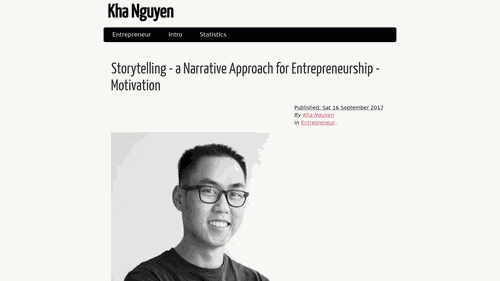 Kha Nguyen
Entrepreneur Intro Statistics
Storytelling - a Narrative Approach for Entrepreneurship -
Motivation
Published: Sat 16 September 2017
By Kha Nguyen
In Entrepreneur.